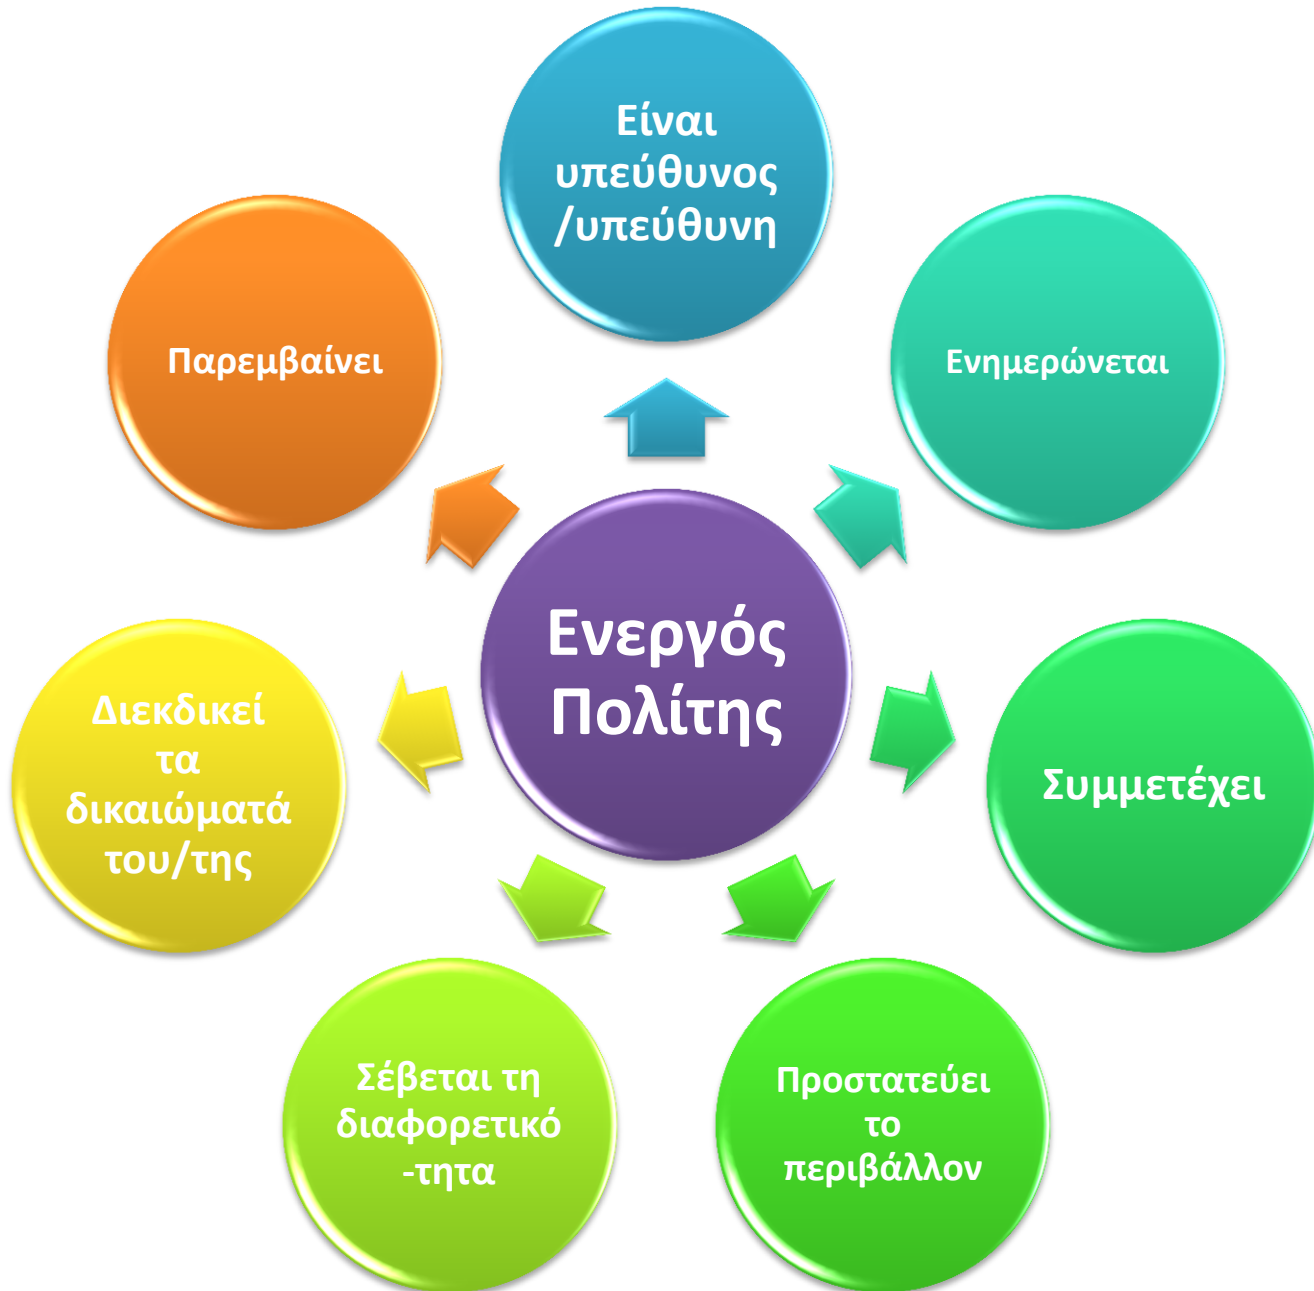 Είναι
υπεύθυνος
/υπεύθυνη
Παρεμβαίνει
Ενημερώνεται
Ενεργός
Πολίτης
Διεκδικεί
τα
δικαιώματά
του/της
Συμμετέχει
Σέβεται τη
διαφορετικό
-τητα
Προστατεύει
το
περιβάλλον